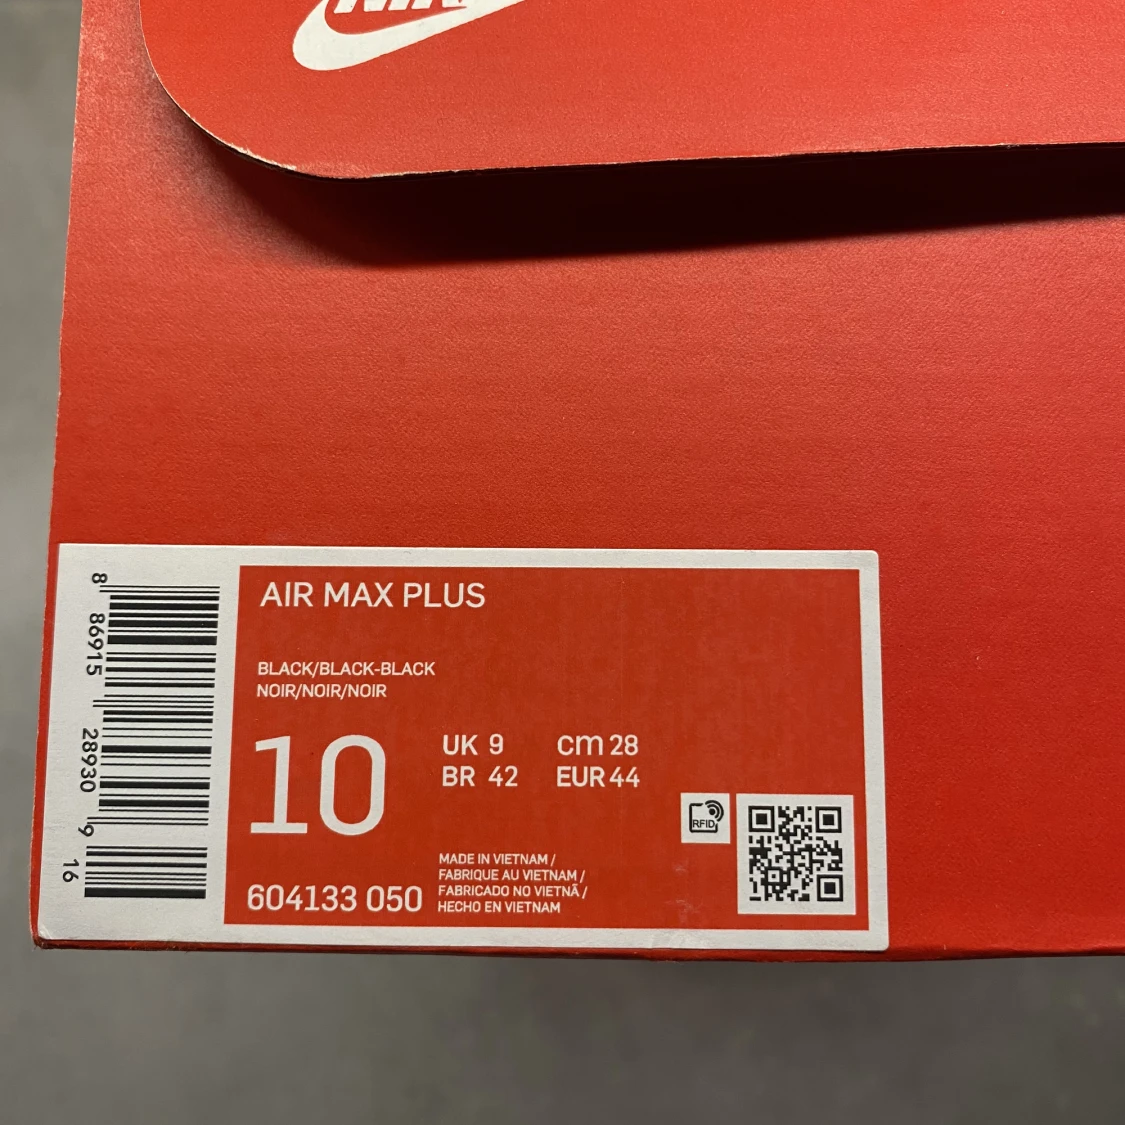 NIKE
AIR MAX PLUS
BLACK/BLACK-BLACK
NOIR/NOIR/NOIR
10
UK 9 cm 28
BR 42 EUR 44
604133 050
MADE IN VIETNAM /
FABRIQUE AU VIETNAM /
FABRICADO NO VIETNÃ /
HECHO EN VIETNAM
RFID
8 86915 28930 9 16